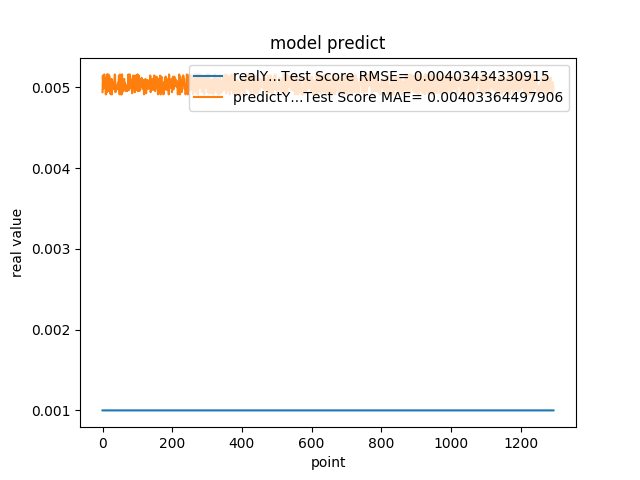 model predict
realY...Test Score RMSE= 0.00403434330915
predictY...Test Score MAE= 0.00403364497906
0.005
0.004
0.003
0.002
0.001
real value
0 200 400 600 800 1000 1200
point